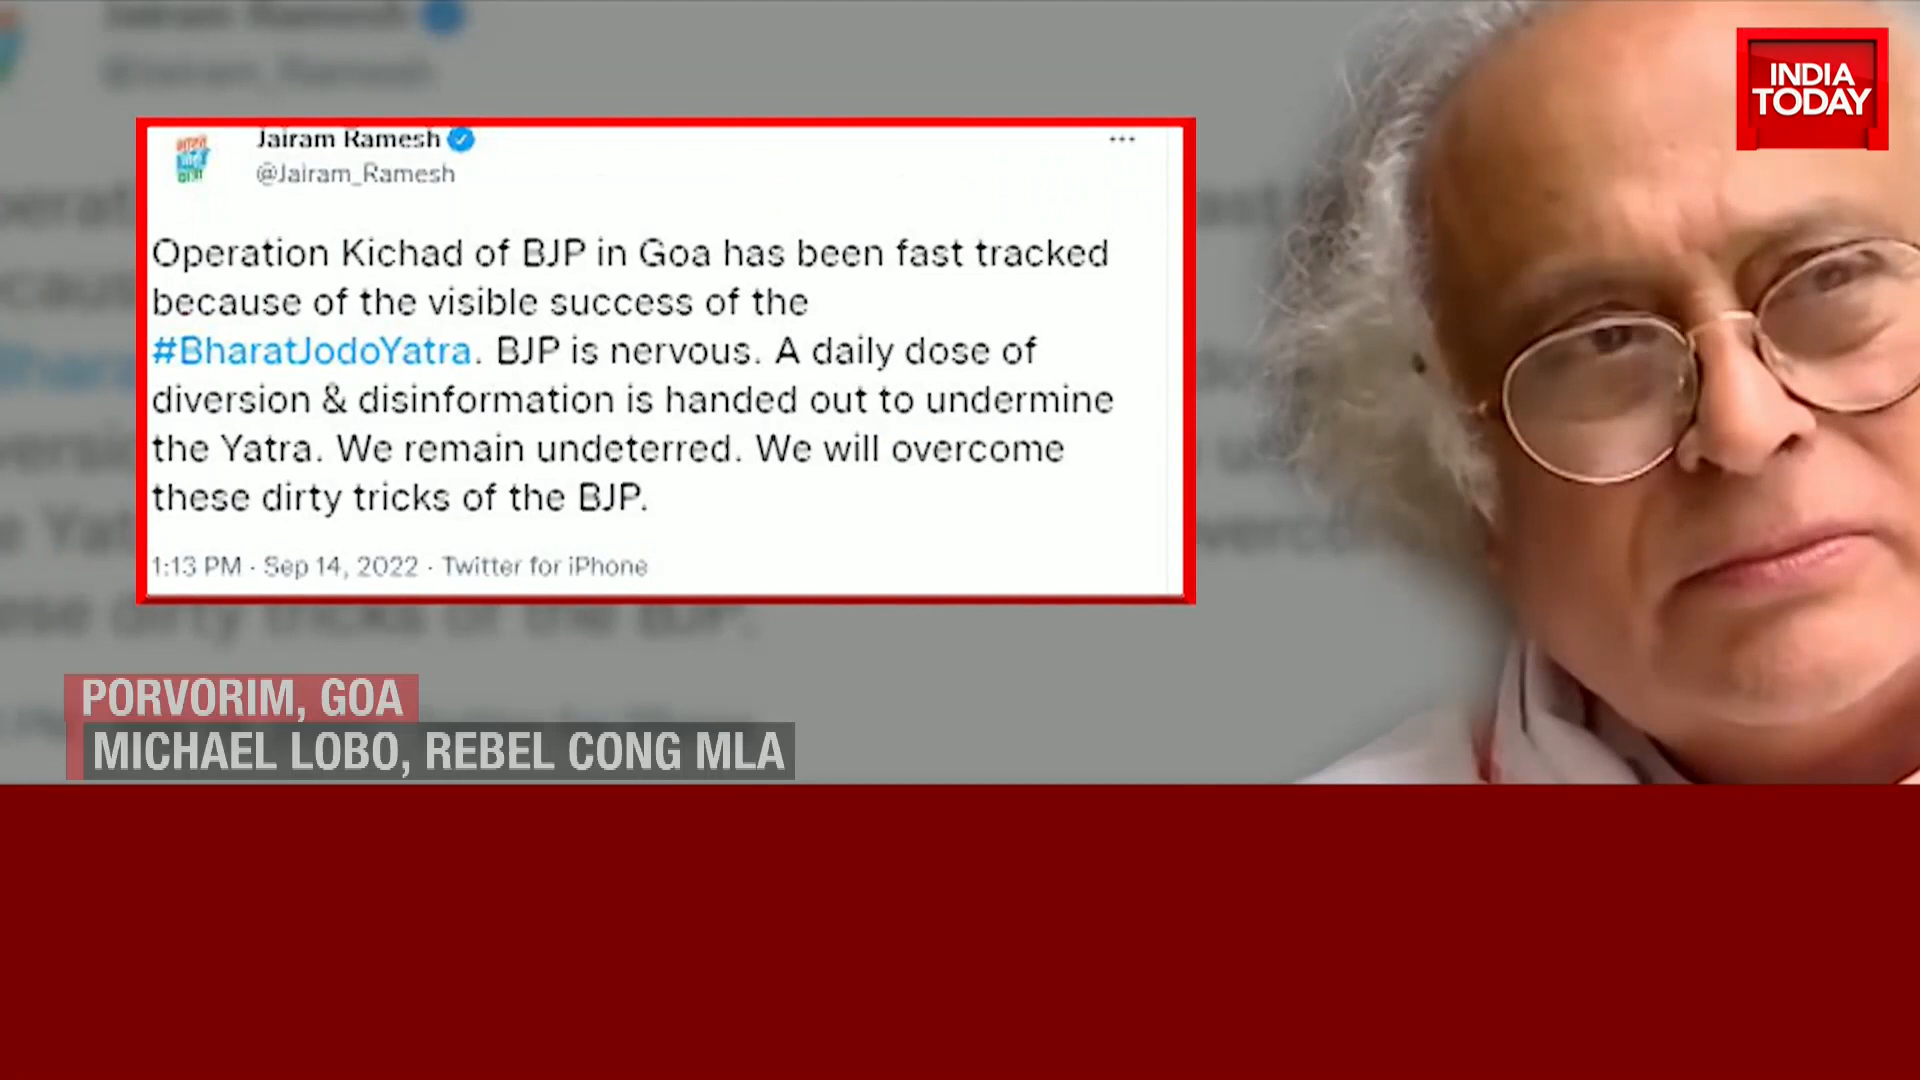 INDIA
TODAY
Jairam Ramesh
@Jairam_Ramesh
Operation Kichad of BJP in Goa has been fast tracked
because of the visible success of the
#BharatJodoYatra. BJP is nervous. A daily dose of
diversion & disinformation is handed out to undermine
the Yatra. We remain undeterred. We will overcome
these dirty tricks of the BJP.
1:13 PM · Sep 14, 2022 · Twitter for iPhone
PORVORIM, GOA
MICHAEL LOBO, REBEL CONG MLA